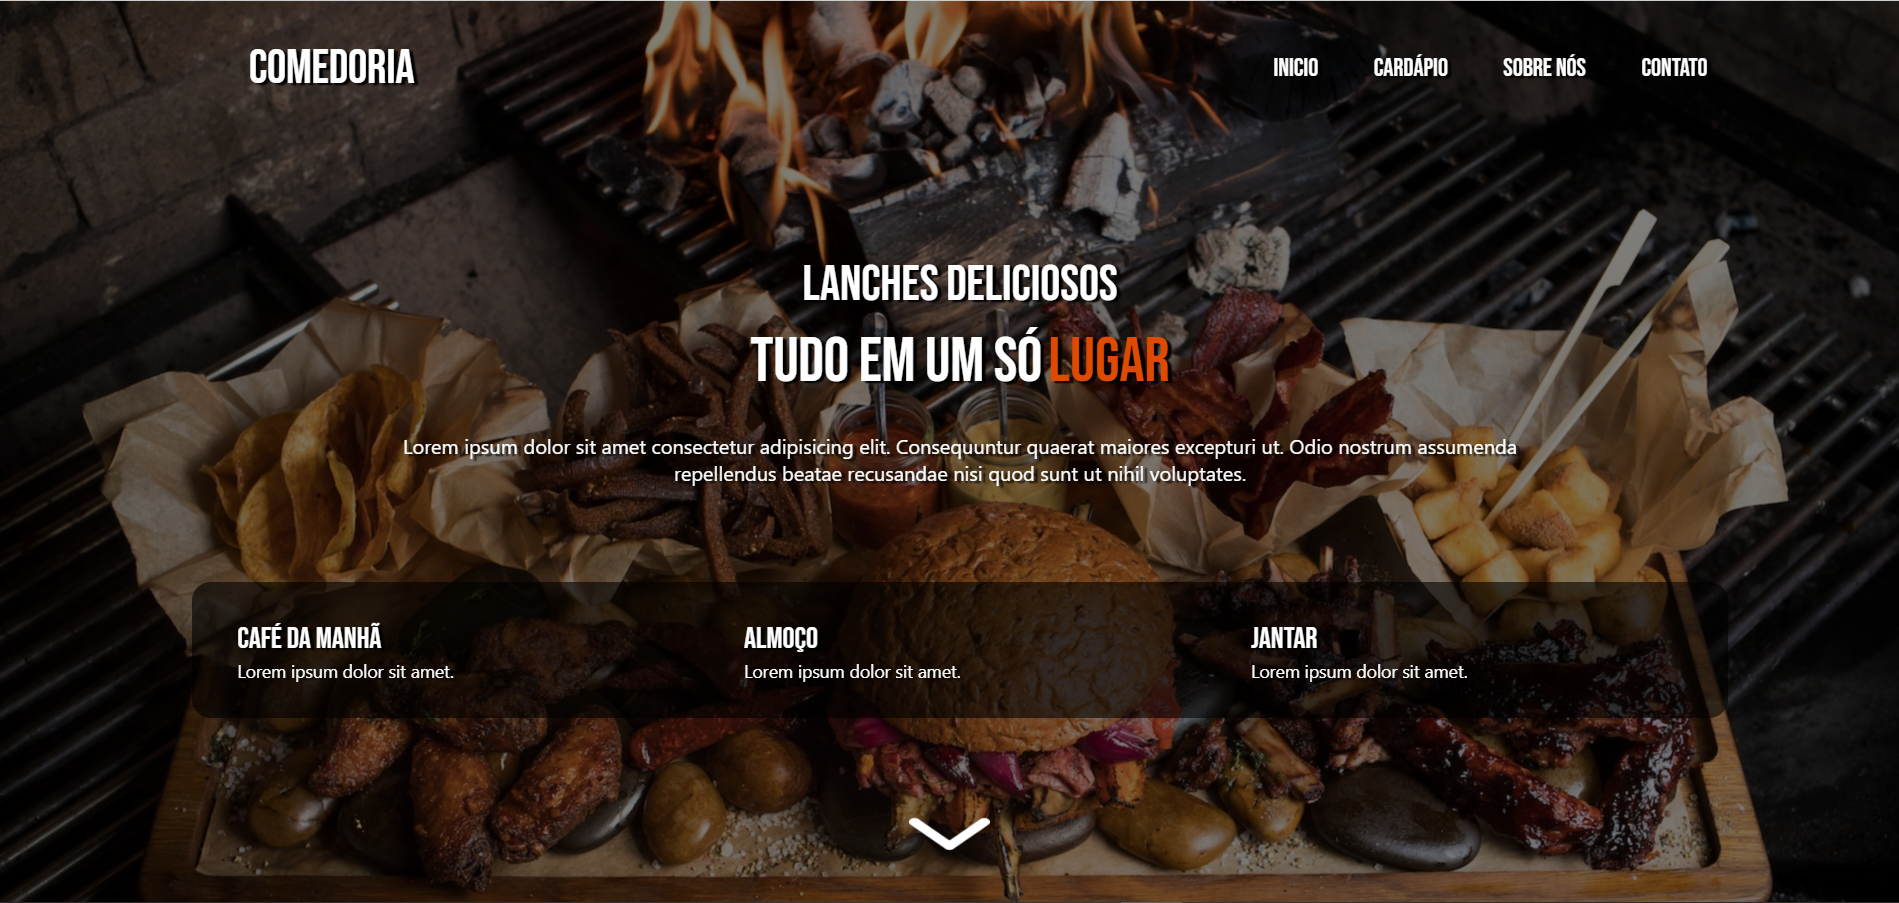 COMEDORIA
INICIO CARDÁPIO SOBRE NÓS CONTATO
LANCHES DELICIOSOS
TUDO EM UM SÓ LUGAR
Lorem ipsum dolor sit amet consectetur adipisicing elit. Consequuntur quaerat maiores excepturi ut. Odio nostrum assumenda
repellendus beatae recusandae nisi quod sunt ut nihil voluptates.
CAFÉ DA MANHÃ
Lorem ipsum dolor sit amet.
ALMOÇO
Lorem ipsum dolor sit amet.
JANTAR
Lorem ipsum dolor sit amet.